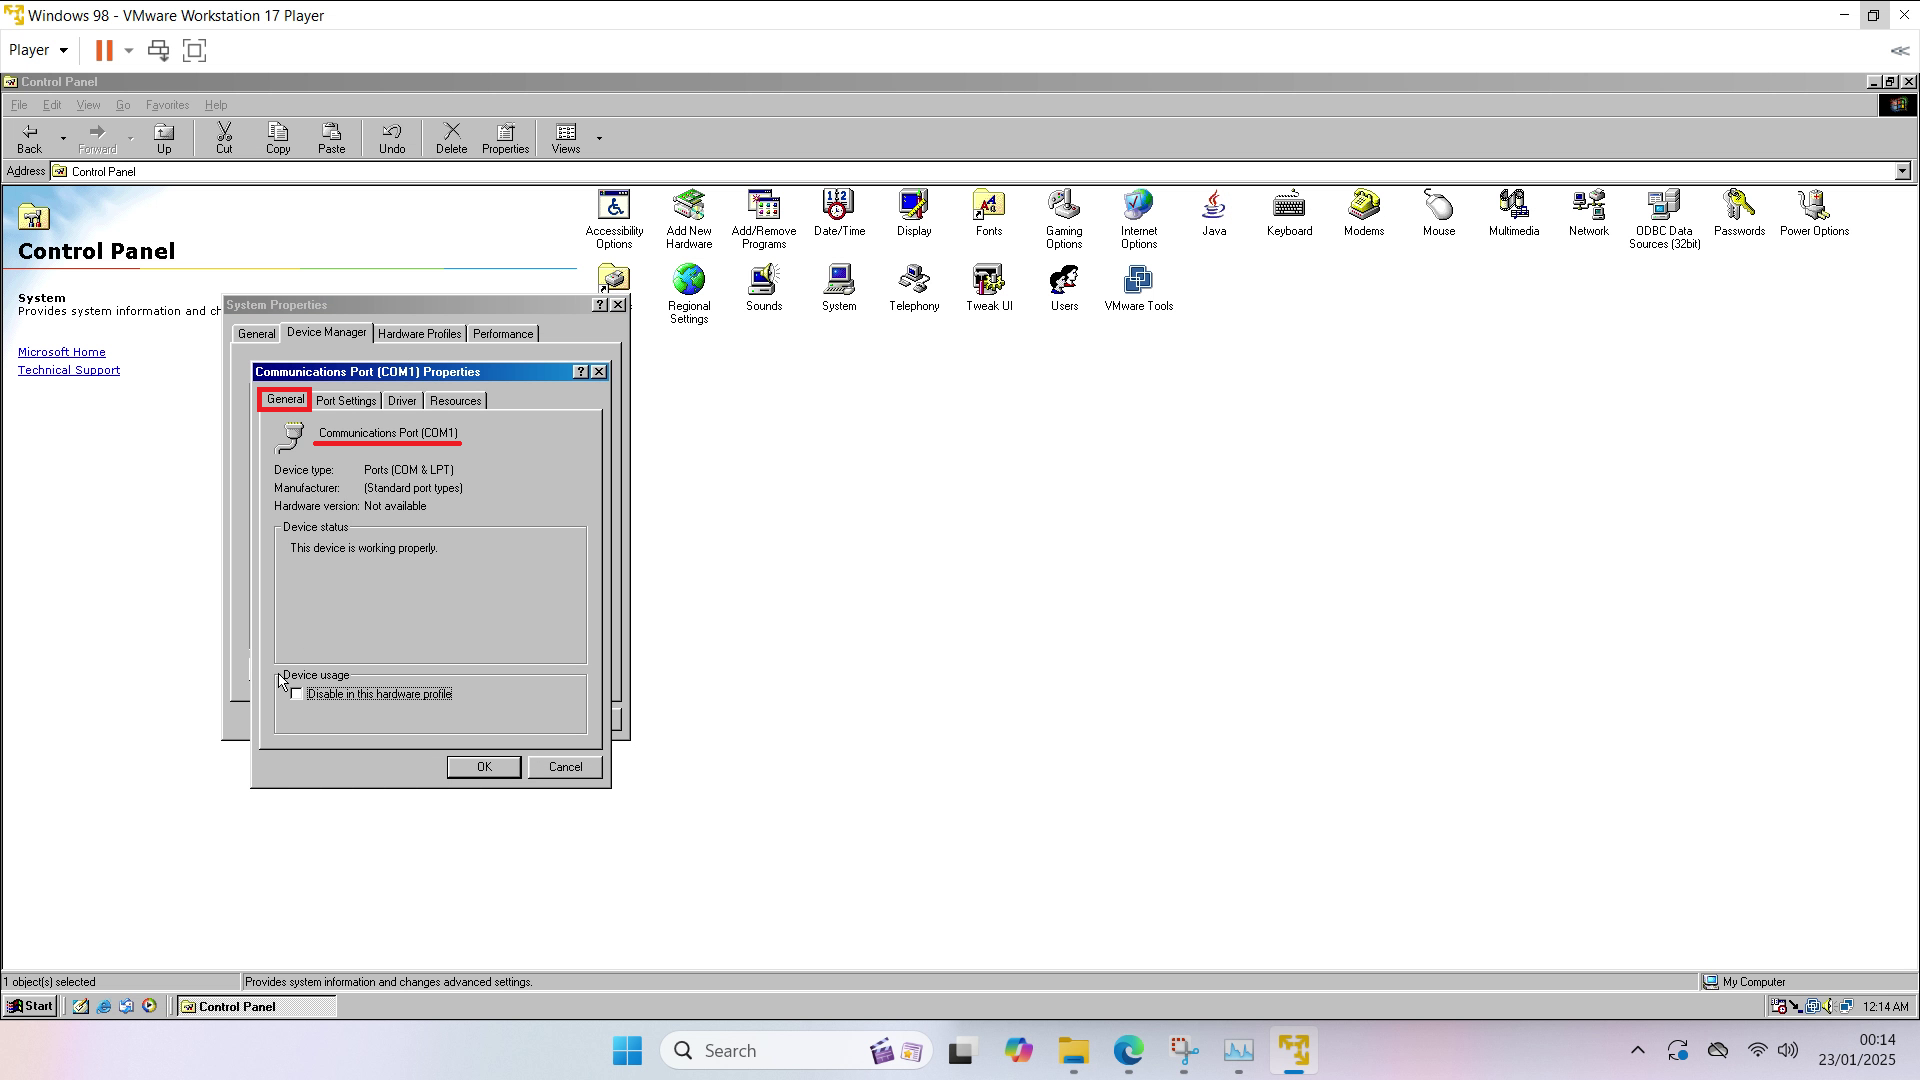 Windows 98 - VMware Workstation 17 Player
Player
Control Panel
File Edit View Go Favorites Help
Back Forward Up Cut Copy Paste Undo Delete Properties Views
Address Control Panel
Control Panel
System
Provides system information and ch
Microsoft Home
Technical Support
Accessibility Options
Add New Hardware
Add/Remove Programs
Date/Time
Display
Fonts
Gaming Options
Internet Options
Java
Keyboard
Modems
Mouse
Multimedia
Network
ODBC Data Sources (32bit)
Passwords
Power Options
Regional Settings
Sounds
System
Telephony
Tweak UI
Users
VMware Tools
System Properties
General Device Manager Hardware Profiles Performance
Communications Port (COM1) Properties
General Port Settings Driver Resources
Communications Port (COM1)
Device type: Ports (COM & LPT)
Manufacturer: (Standard port types)
Hardware version: Not available
Device status
This device is working properly.
Device usage
Disable in this hardware profile
OK Cancel
1 object(s) selected Provides system information and changes advanced settings. My Computer
Start Control Panel 12:14 AM
Search
00:14
23/01/2025